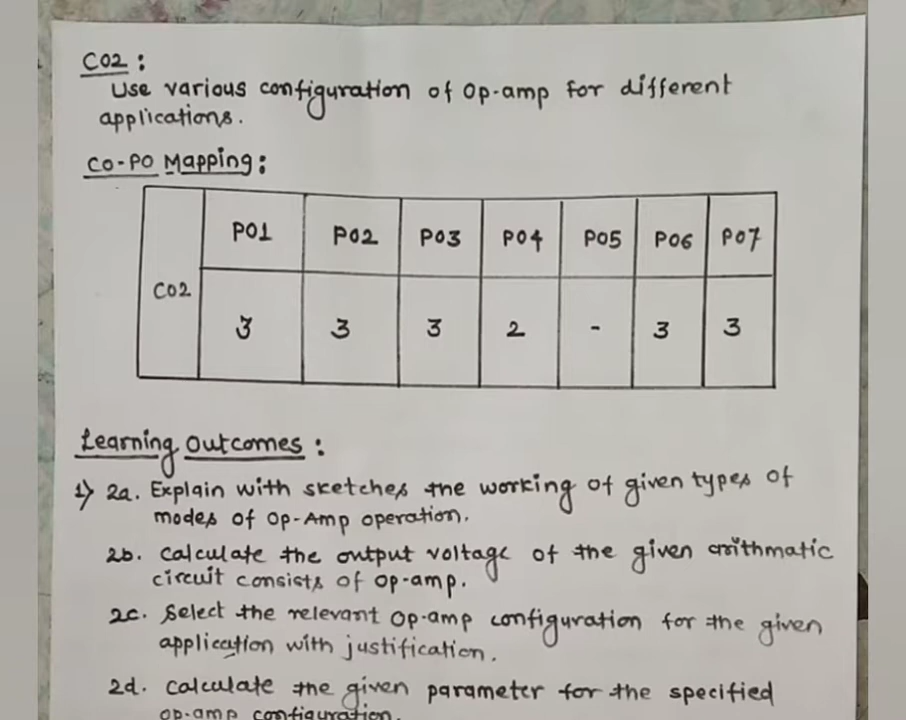 CO2 :
Use various configuration of Op-amp for different
applications.
CO-PO Mapping :
CO2 PO1 PO2 PO3 PO4 PO5 PO6 PO7
3 3 3 2 - 3 3
Learning Outcomes :
1) 2a. Explain with sketches the working of given types of
modes of Op-Amp operation.
2b. Calculate the output voltage of the given arithmatic
circuit consists of op-amp.
2c. Select the relevant Op-amp configuration for the given
application with justification.
2d. Calculate the given parameter for the specified
op-amp configuration.